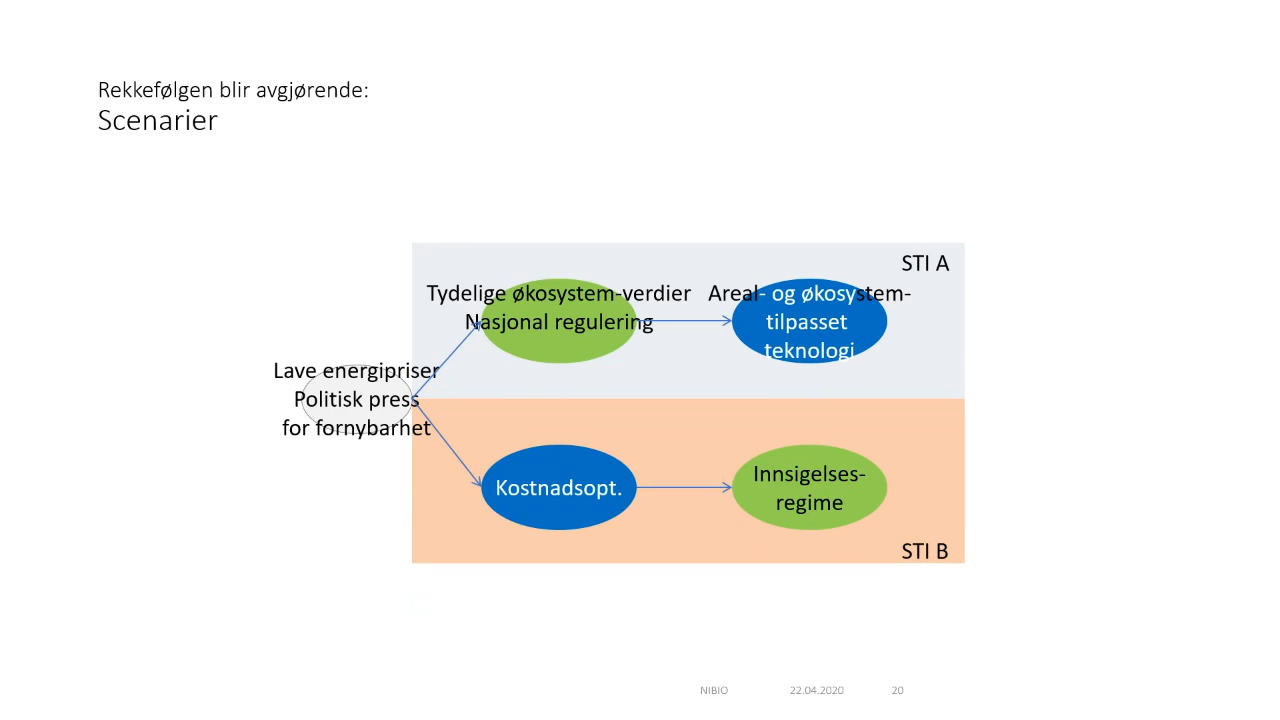 Rekkefølgen blir avgjørende:
Scenarier
STI A
Tydelige økosystem-verdier
Nasjonal regulering
Areal- og økosystem-
tilpasset
teknologi
Lave energipriser
Politisk press
for fornybarhet
Kostnadsopt.
Innsigelses-
regime
STI B
NIBIO 22.04.2020 20